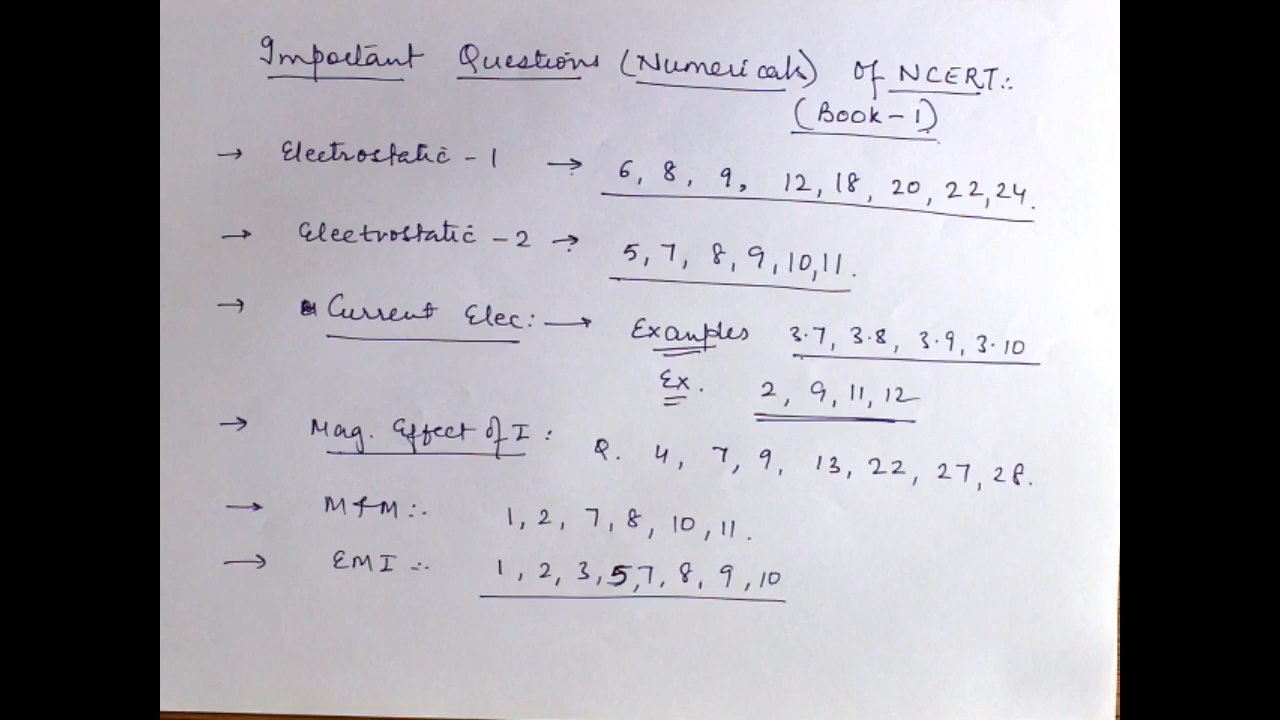 Important Questions (Numericals) of NCERT:.
(Book-1)
→ Electrostatic - 1 → 6, 8, 9, 12, 18, 20, 22, 24.
→ Electrostatic - 2 → 5, 7, 8, 9, 10, 11.
→ Current Elec: → Examples 3.7, 3.8, 3.9, 3.10
Ex. 2, 9, 11, 12
→ Mag. Effect of I: Q. 4, 7, 9, 13, 22, 27, 28.
→ M & M:. 1, 2, 7, 8, 10, 11.
→ EMI :. 1, 2, 3, 5, 7, 8, 9, 10